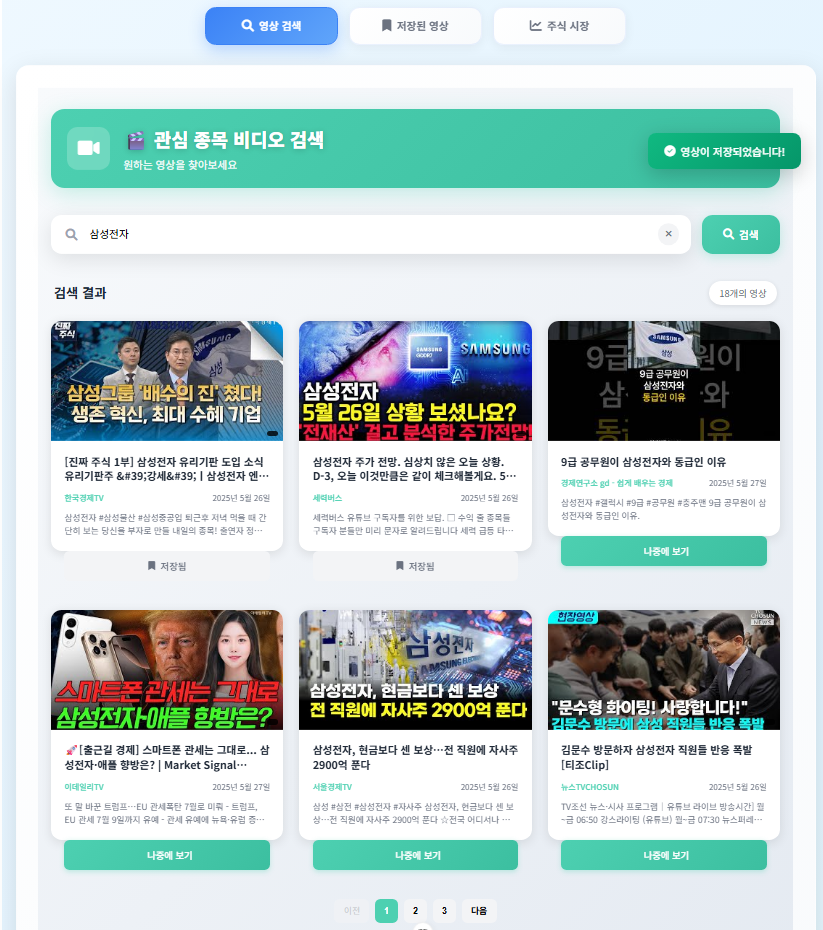 영상 검색
저장된 영상
주식 시장
관심 종목 비디오 검색
원하는 영상을 찾아보세요
영상이 저장되었습니다!
삼성전자
검색
검색 결과
18개의 영상
진짜
주식
삼성그룹 '배수의 진' 쳤다!
생존 혁신, 최대 수혜 기업
[진짜 주식 1부] 삼성전자 유리기판 도입 소식
유리기판주 &#39;강세&#39;ㅣ삼성전자 엔…
한국경제TV
2025년 5월 26일
삼성전자 #삼성물산 #삼성중공업 퇴근후 저녁 먹을 때 간
단히 보는 당신을 부자로 만들 내일의 종목! 출연자 정…
저장됨
SAMSUNG
GDDR7
SAMSUNG
AI
삼성전자
5월 26일 상황 보셨나요?
'전재산' 걸고 분석한 주가전망!
삼성전자 주가 전망. 심상치 않은 오늘 상황.
D-3, 오늘 이것만큼은 같이 체크해볼게요. 5…
세력버스
2025년 5월 26일
세력버스 유튜브 구독자를 위한 보답. □ 수익 줄 종목들
구독자 분들만 미리 문자로 알려드립니다 세력 급등 타…
저장됨
SAMSUNG
삼성
9급 공무원이
삼성전자와
동급인 이유
9급 공무원이 삼성전자와 동급인 이유
경제연구소 gd - 쉽게 배우는 경제
2025년 5월 27일
삼성전자 #갤럭시 #9급 #공무원 #충주맨 9급 공무원이 삼
성전자와 동급인 이유.
나중에 보기
스마트폰 관세는 그대로
삼성전자·애플 향방은?
🚀[출근길 경제] 스마트폰 관세는 그대로... 삼
성전자·애플 향방은? | Market Signal…
이데일리TV
2025년 5월 27일
또 말 바꾼 트럼프…EU 관세폭탄 7월로 미뤄 - 트럼프,
EU 관세 7월 9일까지 유예 - 관세 유예에 뉴욕·유럽 증…
나중에 보기
삼성전자
삼성전자, 현금보다 센 보상
전 직원에 자사주 2900억 푼다
삼성전자, 현금보다 센 보상…전 직원에 자사주
2900억 푼다
서울경제TV
2025년 5월 26일
삼성 #삼전 #삼성전자 #자사주 삼성전자, 현금보다 센 보
상…전 직원에 자사주 2900억 푼다 ☆전국 어디서나 …
나중에 보기
현장영상
CHOSUN
NEWS
"문수형 화이팅! 사랑합니다!"
김문수 방문에 삼성 직원들 반응 폭발
김문수 방문하자 삼성전자 직원들 반응 폭발
[티조Clip]
뉴스TVCHOSUN
2025년 5월 26일
TV조선 뉴스·시사 프로그램｜유튜브 라이브 방송시간] 월
~금 06:50 강스라이팅 (유튜브) 월~금 07:30 뉴스퍼레…
나중에 보기
이전
1
2
3
다음